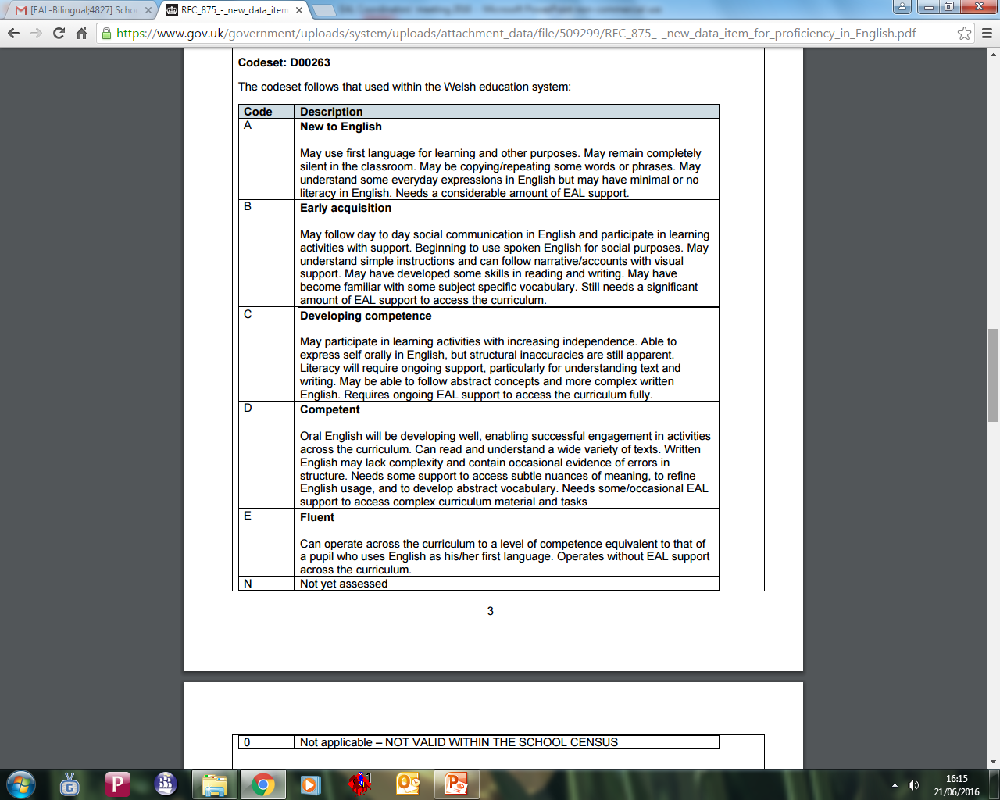 [EAL-Bilingual;4827] Scho
RFC_875_-_new_data_item
EAL Coordinators meeting 2016 - Microsoft PowerPoint non-commercial use
https://www.gov.uk/government/uploads/system/uploads/attachment_data/file/509299/RFC_875_-_new_data_item_for_proficiency_in_English.pdf
Codeset: D00263
The codeset follows that used within the Welsh education system:
Code Description
A New to English
May use first language for learning and other purposes. May remain completely
silent in the classroom. May be copying/repeating some words or phrases. May
understand some everyday expressions in English but may have minimal or no
literacy in English. Needs a considerable amount of EAL support.
B Early acquisition
May follow day to day social communication in English and participate in learning
activities with support. Beginning to use spoken English for social purposes. May
understand simple instructions and can follow narrative/accounts with visual
support. May have developed some skills in reading and writing. May have
become familiar with some subject specific vocabulary. Still needs a significant
amount of EAL support to access the curriculum.
C Developing competence
May participate in learning activities with increasing independence. Able to
express self orally in English, but structural inaccuracies are still apparent.
Literacy will require ongoing support, particularly for understanding text and
writing. May be able to follow abstract concepts and more complex written
English. Requires ongoing EAL support to access the curriculum fully.
D Competent
Oral English will be developing well, enabling successful engagement in activities
across the curriculum. Can read and understand a wide variety of texts. Written
English may lack complexity and contain occasional evidence of errors in
structure. Needs some support to access subtle nuances of meaning, to refine
English usage, and to develop abstract vocabulary. Needs some/occasional EAL
support to access complex curriculum material and tasks
E Fluent
Can operate across the curriculum to a level of competence equivalent to that of
a pupil who uses English as his/her first language. Operates without EAL support
across the curriculum.
N Not yet assessed
3
0 Not applicable – NOT VALID WITHIN THE SCHOOL CENSUS
16:15
21/06/2016